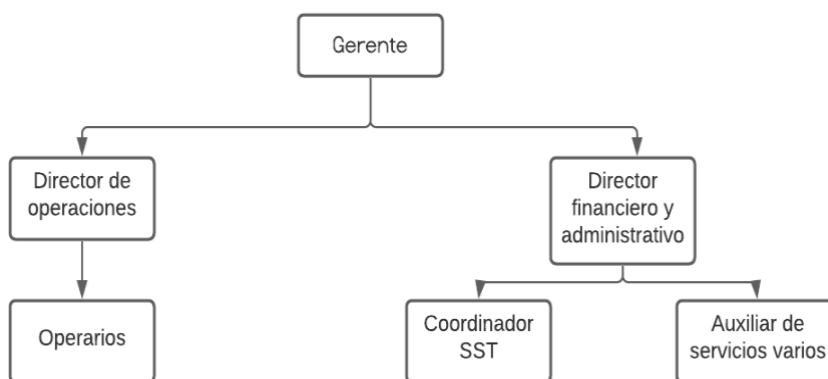 Gerente
Director de
operaciones
Director
financiero y
administrativo
Operarios
Coordinador
SST
Auxiliar de
servicios varios